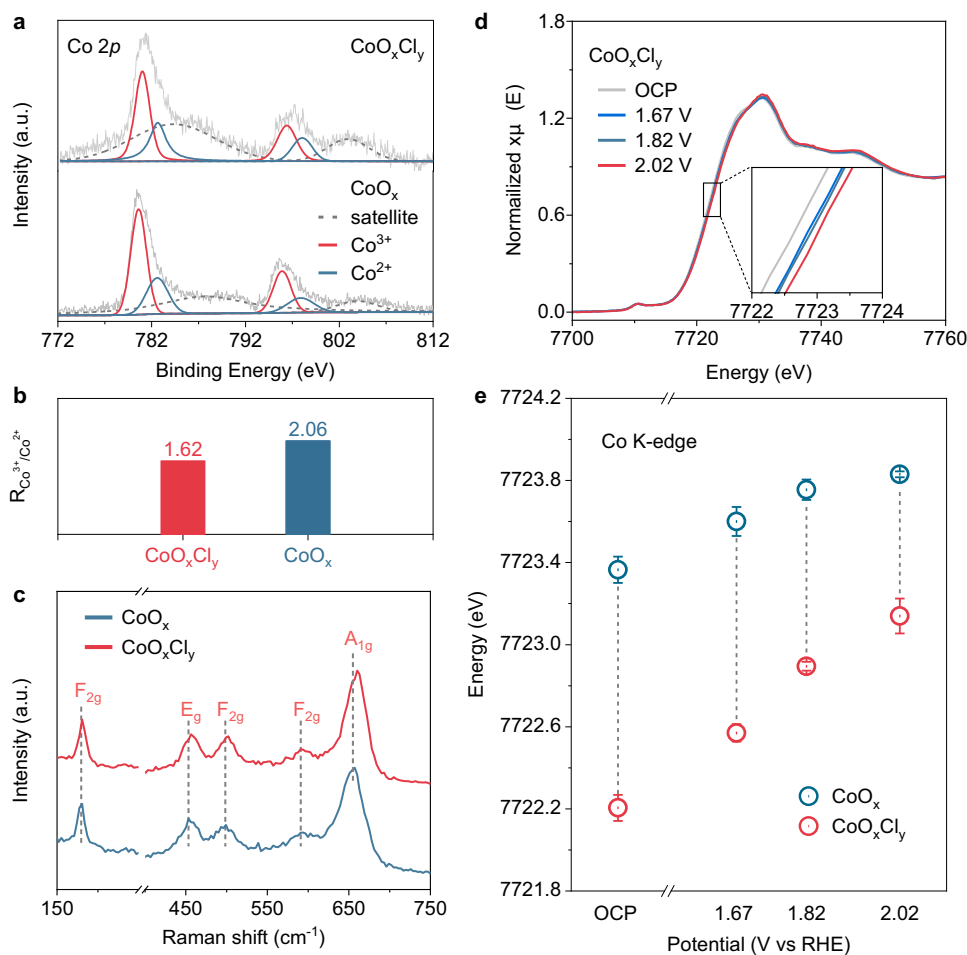 a
Co 2p
CoOxCly
CoOx
satellite
Co3+
Co2+
Intensity (a.u.)
772 782 792 802 812
Binding Energy (eV)
b
RCo3+/Co2+
1.62
2.06
CoOxCly
CoOx
c
CoOx
CoOxCly
F2g
Eg
F2g
F2g
A1g
Intensity (a.u.)
150 450 500 550 600 650 700 750
Raman shift (cm-1)
d
CoOxCly
OCP
1.67 V
1.82 V
2.02 V
Normailized xμ (E)
1.8
1.2
0.6
0.0
7722 7723 7724
7700 7720 7740 7760
Energy (eV)
e
Co K-edge
7724.2
7723.8
7723.4
7723.0
7722.6
7722.2
7721.8
Energy (eV)
CoOx
CoOxCly
OCP 1.67 1.82 2.02
Potential (V vs RHE)